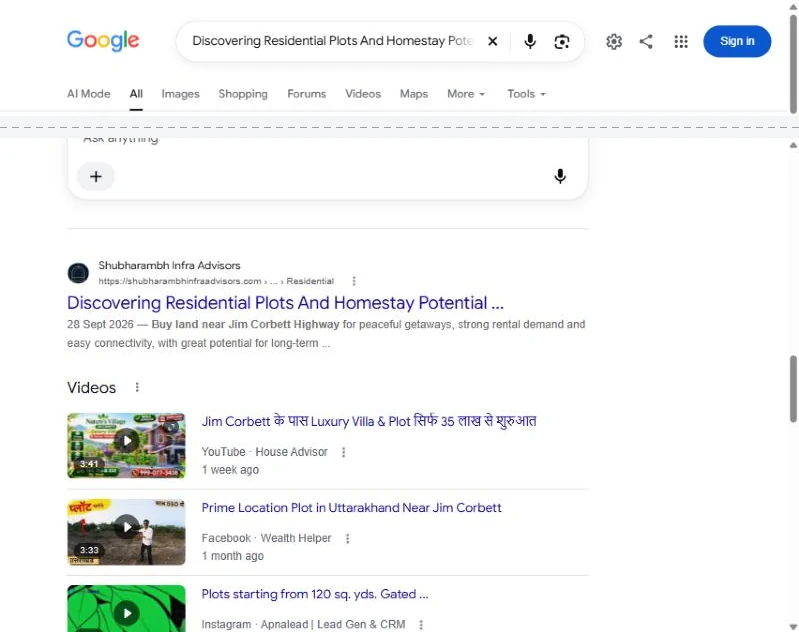 Google
Discovering Residential Plots And Homestay Pote
Sign in
AI Mode
All
Images
Shopping
Forums
Videos
Maps
More
Tools
Ask anything
Shubharambh Infra Advisors
https://shubharambhinfraadvisors.com › ... › Residential
Discovering Residential Plots And Homestay Potential ...
28 Sept 2026 — Buy land near Jim Corbett Highway for peaceful getaways, strong rental demand and
easy connectivity, with great potential for long-term ...
Videos
Jim Corbett के पास Luxury Villa & Plot सिर्फ 35 लाख से शुरुआत
YouTube · House Advisor
1 week ago
3:41
Prime Location Plot in Uttarakhand Near Jim Corbett
Facebook · Wealth Helper
1 month ago
प्लॉट
3:33
Plots starting from 120 sq. yds. Gated ...
Instagram · Apnalead | Lead Gen & CRM